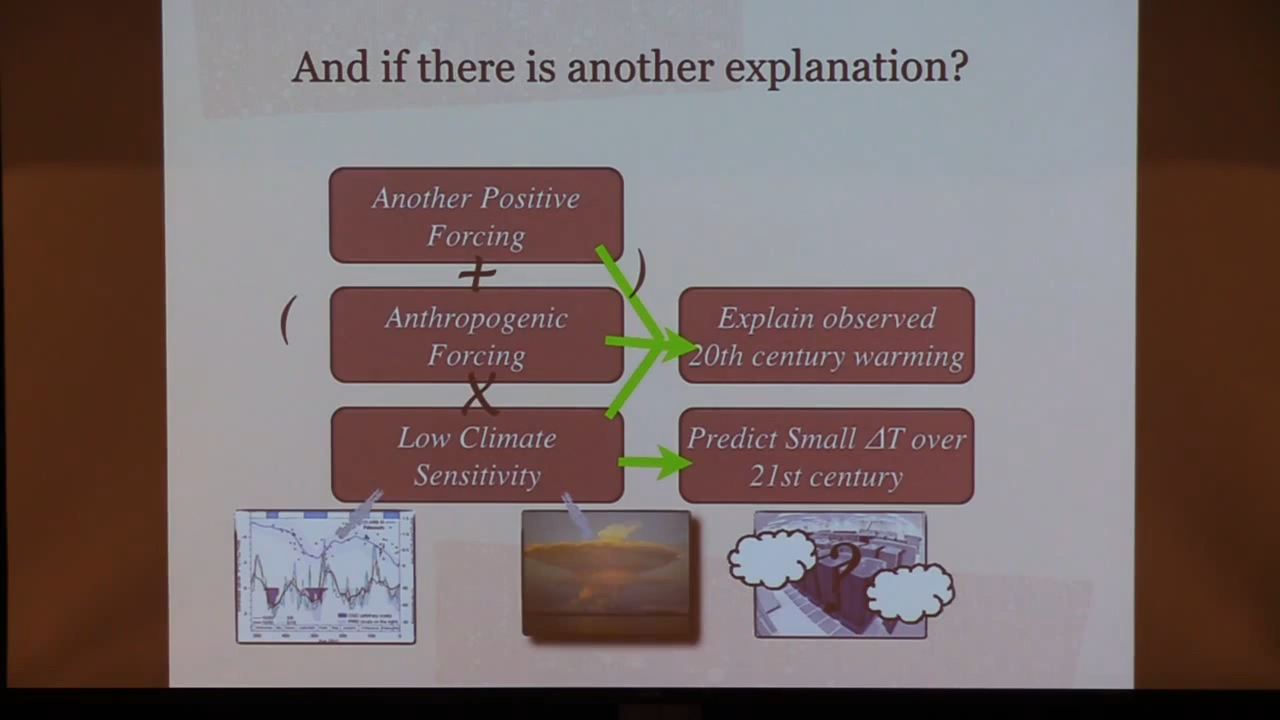 And if there is another explanation?
Another Positive
Forcing
+
(
)
Anthropogenic
Forcing
X
Low Climate
Sensitivity
Explain observed
20th century warming
Predict Small ΔT over
21st century
?